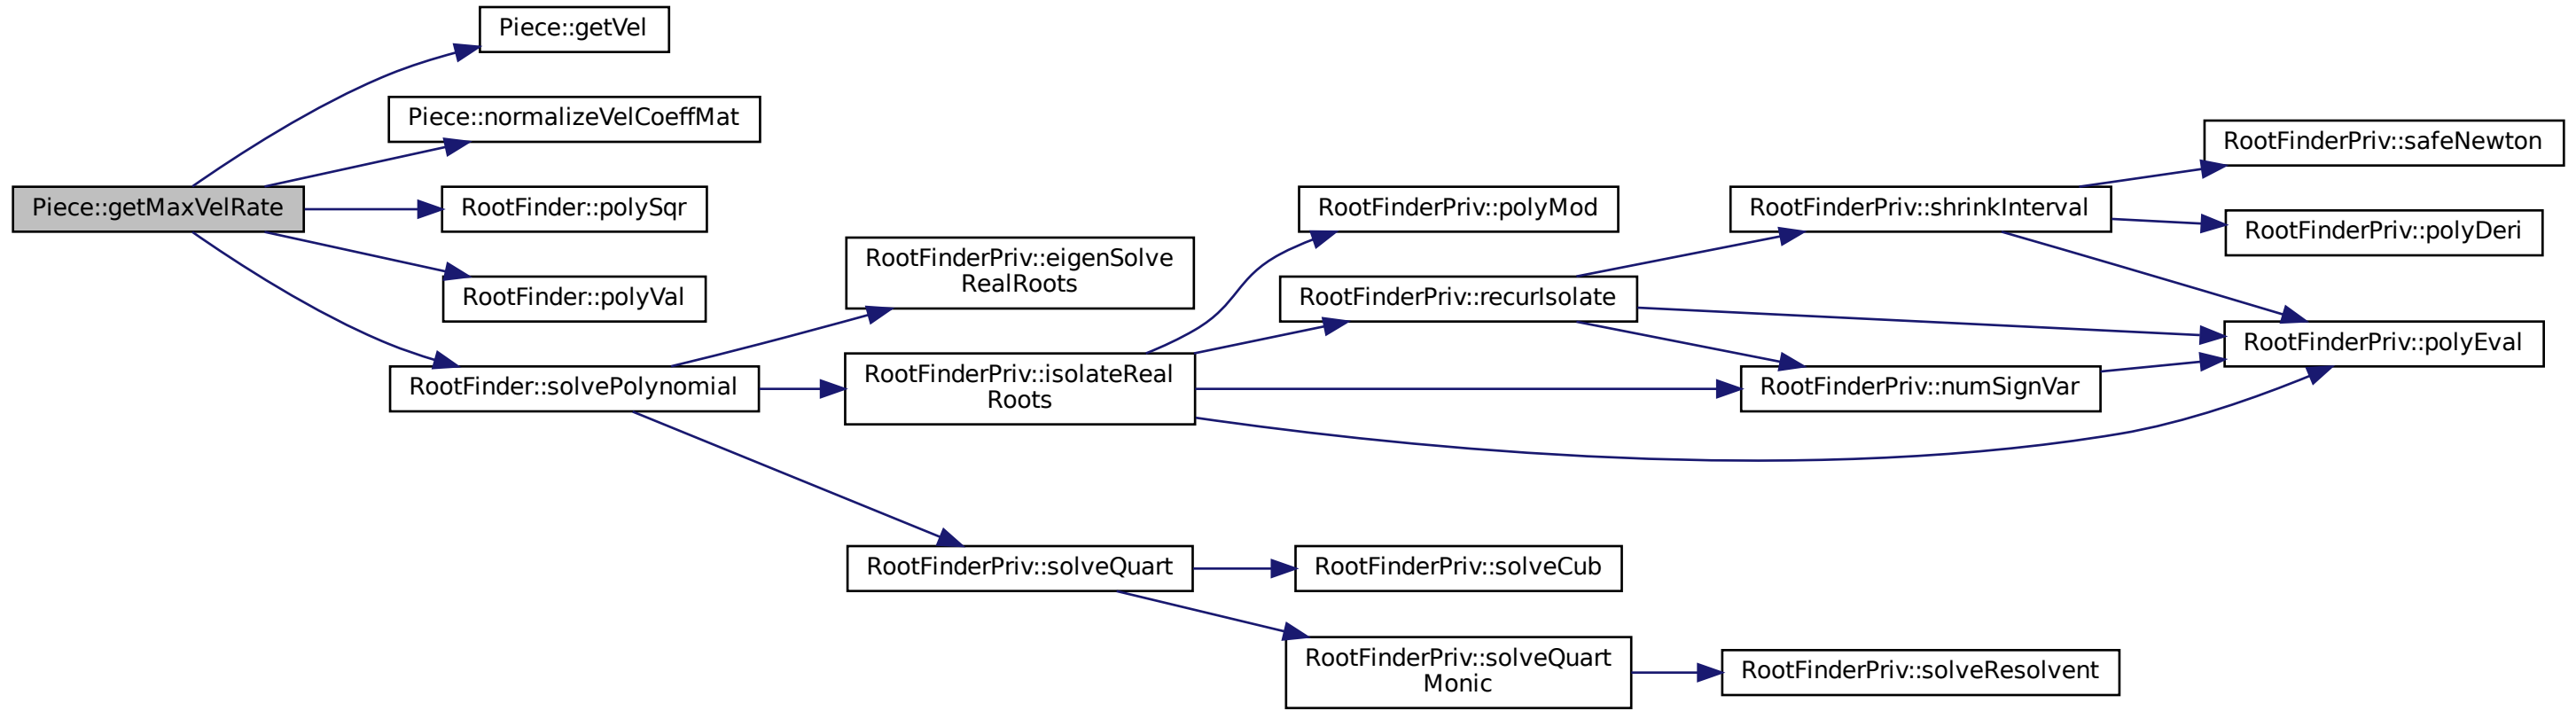 Piece::getVel
Piece::normalizeVelCoeffMat
Piece::getMaxVelRate
RootFinder::polySqr
RootFinder::polyVal
RootFinder::solvePolynomial
RootFinderPriv::eigenSolve
RealRoots
RootFinderPriv::isolateReal
Roots
RootFinderPriv::solveQuart
RootFinderPriv::polyMod
RootFinderPriv::recurIsolate
RootFinderPriv::solveCub
RootFinderPriv::solveQuart
Monic
RootFinderPriv::shrinkInterval
RootFinderPriv::numSignVar
RootFinderPriv::solveResolvent
RootFinderPriv::safeNewton
RootFinderPriv::polyDeri
RootFinderPriv::polyEval